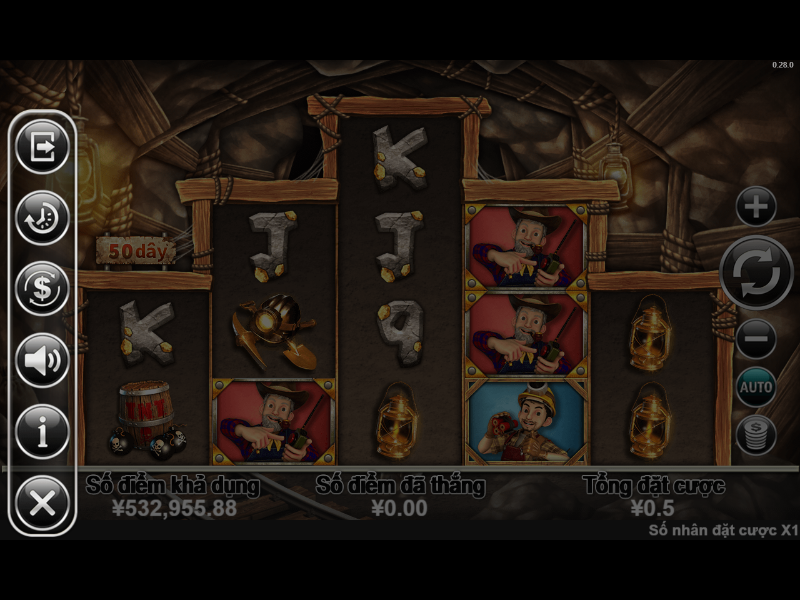 0.28.0
K
J
J
50 dây
K
Q
TNT
AUTO
Số điểm khả dụng
Số điểm đã thắng
Tổng đặt cược
¥532,955.88
¥0.00
¥0.5
Số nhân đặt cược X1